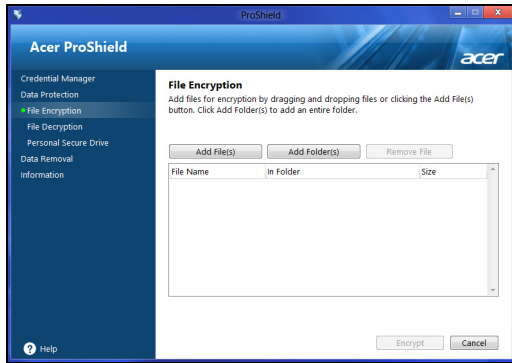 ProShield
Acer ProShield
acer
Credential Manager
Data Protection
File Encryption
File Decryption
Personal Secure Drive
Data Removal
Information
File Encryption
Add files for encryption by dragging and dropping files or clicking the Add File(s)
button. Click Add Folder(s) to add an entire folder.
Add File(s) Add Folder(s) Remove File
File Name In Folder Size
Encrypt Cancel
? Help